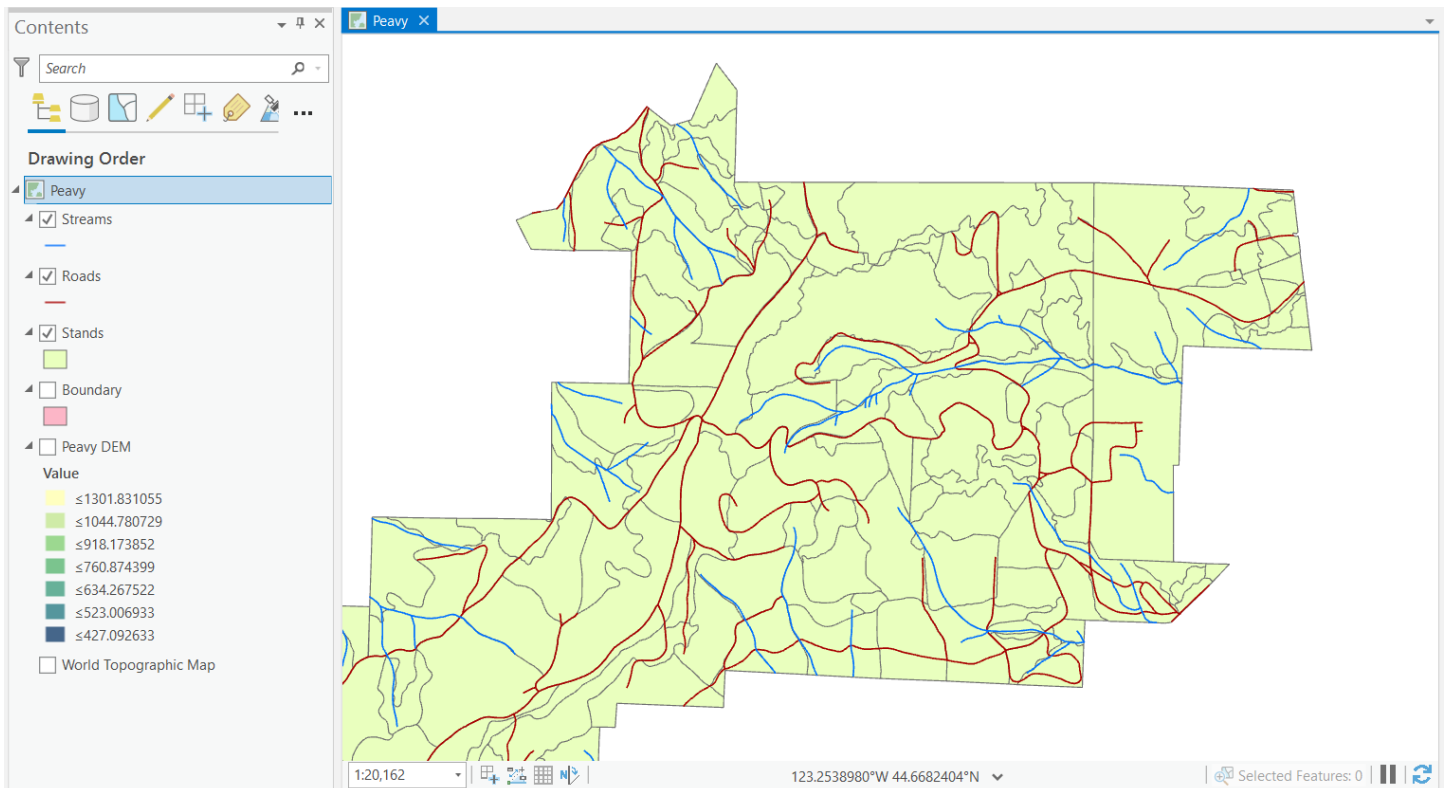 Contents
Peavy
Search
Drawing Order
Peavy
Streams
Roads
Stands
Boundary
Peavy DEM
Value
≤1301.831055
≤1044.780729
≤918.173852
≤760.874399
≤634.267522
≤523.006933
≤427.092633
World Topographic Map
1:20,162
N
123.2538980°W 44.6682404°N
Selected Features: 0